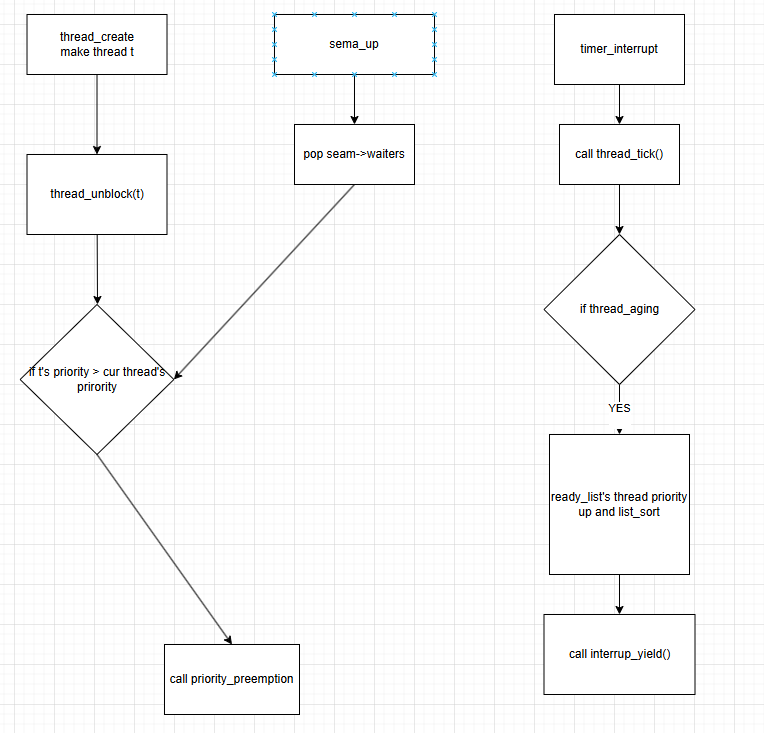 thread_create
make thread t
thread_unblock(t)
if t's priority > cur thread's
prirority
call priority_preemption
sema_up
pop seam->waiters
timer_interrupt
call thread_tick()
if thread_aging
YES
ready_list's thread priority
up and list_sort
call interrup_yield()